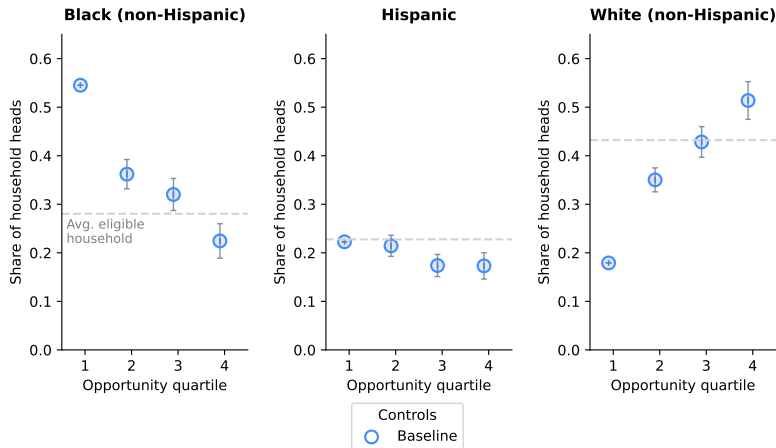 Black (non-Hispanic)
Share of household heads
0.6
0.5
0.4
0.3
0.2
0.1
0.0
Avg. eligible
household
1 2 3 4
Opportunity quartile
Hispanic
Share of household heads
0.6
0.5
0.4
0.3
0.2
0.1
0.0
1 2 3 4
Opportunity quartile
White (non-Hispanic)
Share of household heads
0.6
0.5
0.4
0.3
0.2
0.1
0.0
1 2 3 4
Opportunity quartile
Controls
Baseline